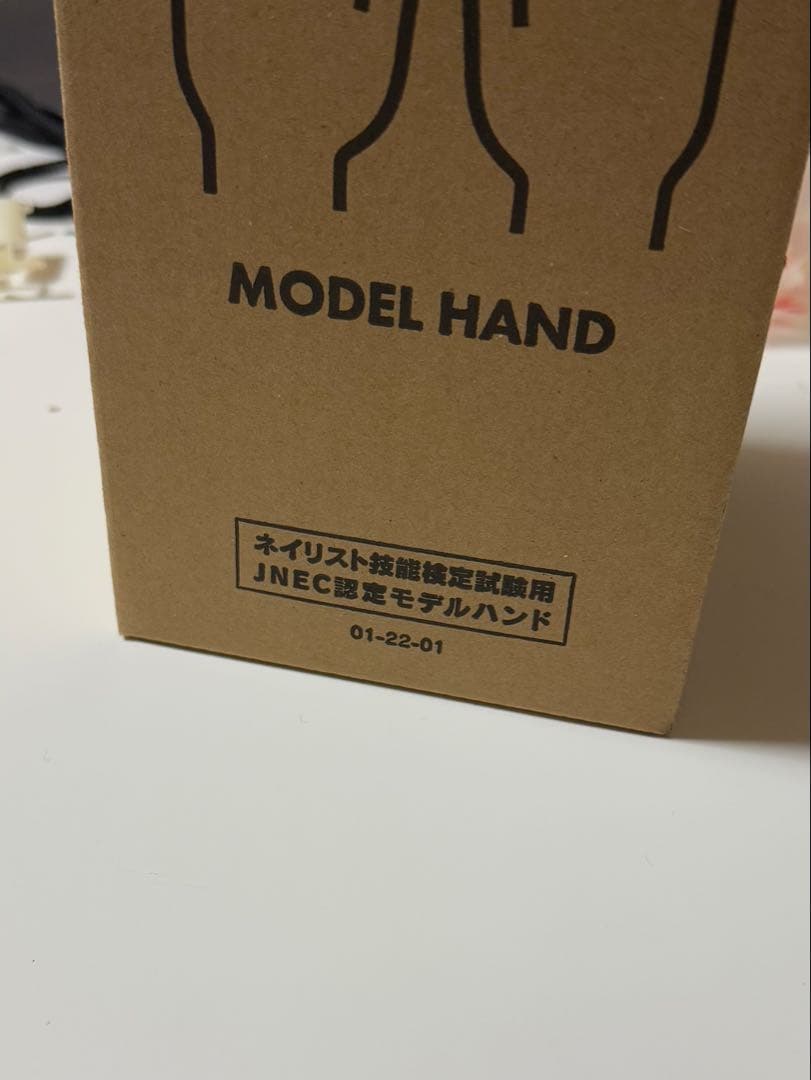 MODEL HAND
ネイリスト技能検定試験用
JNEC認定モデルハンド
01-22-01